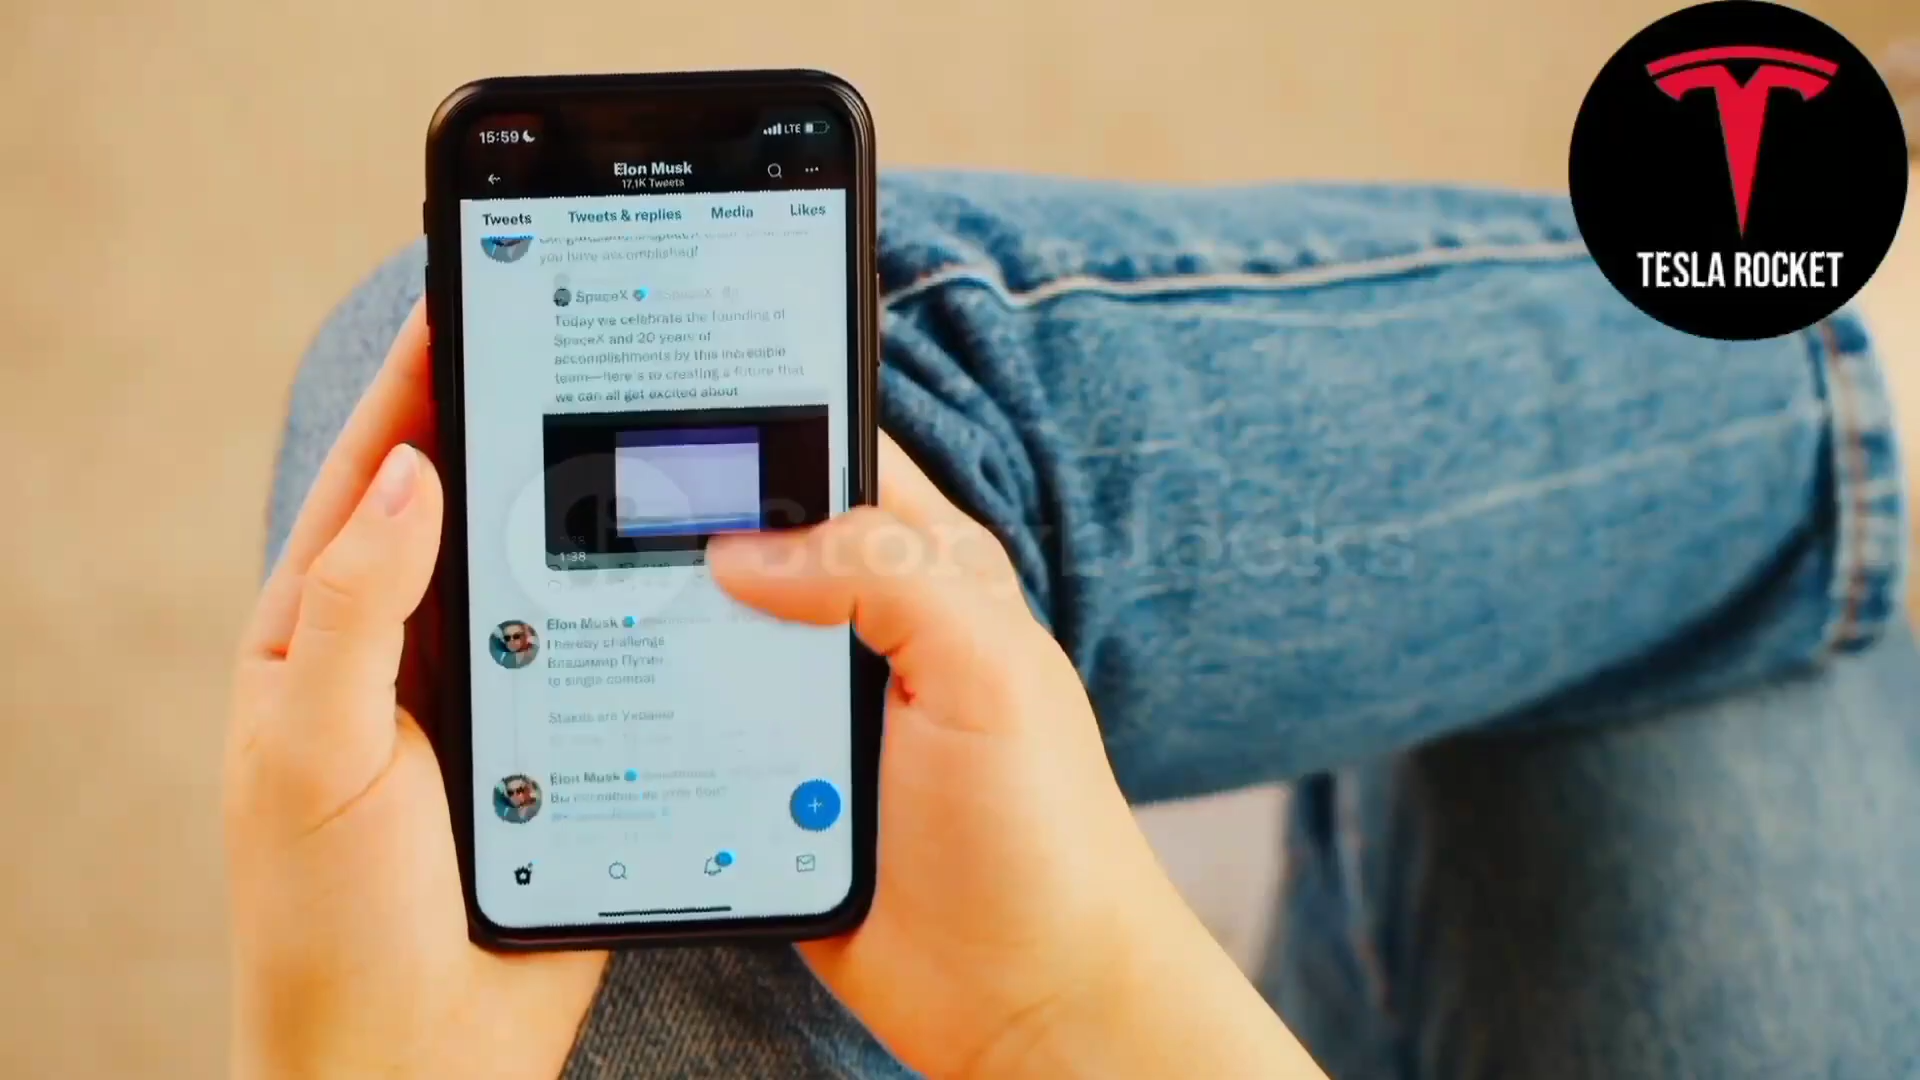 15:59
LTE
Elon Musk
17.1K Tweets
Tweets
Tweets & replies
Media
Likes
you have accomplished!
SpaceX
Today we celebrate the founding of
SpaceX and 20 years of
accomplishments by this incredible
team—here's to creating a future that
we can all get excited about
1:38
Elon Musk
I hereby challenge
Владимир Путин
to single combat
Stakes are Україна
Elon Musk
TESLA ROCKET
Storyblocks